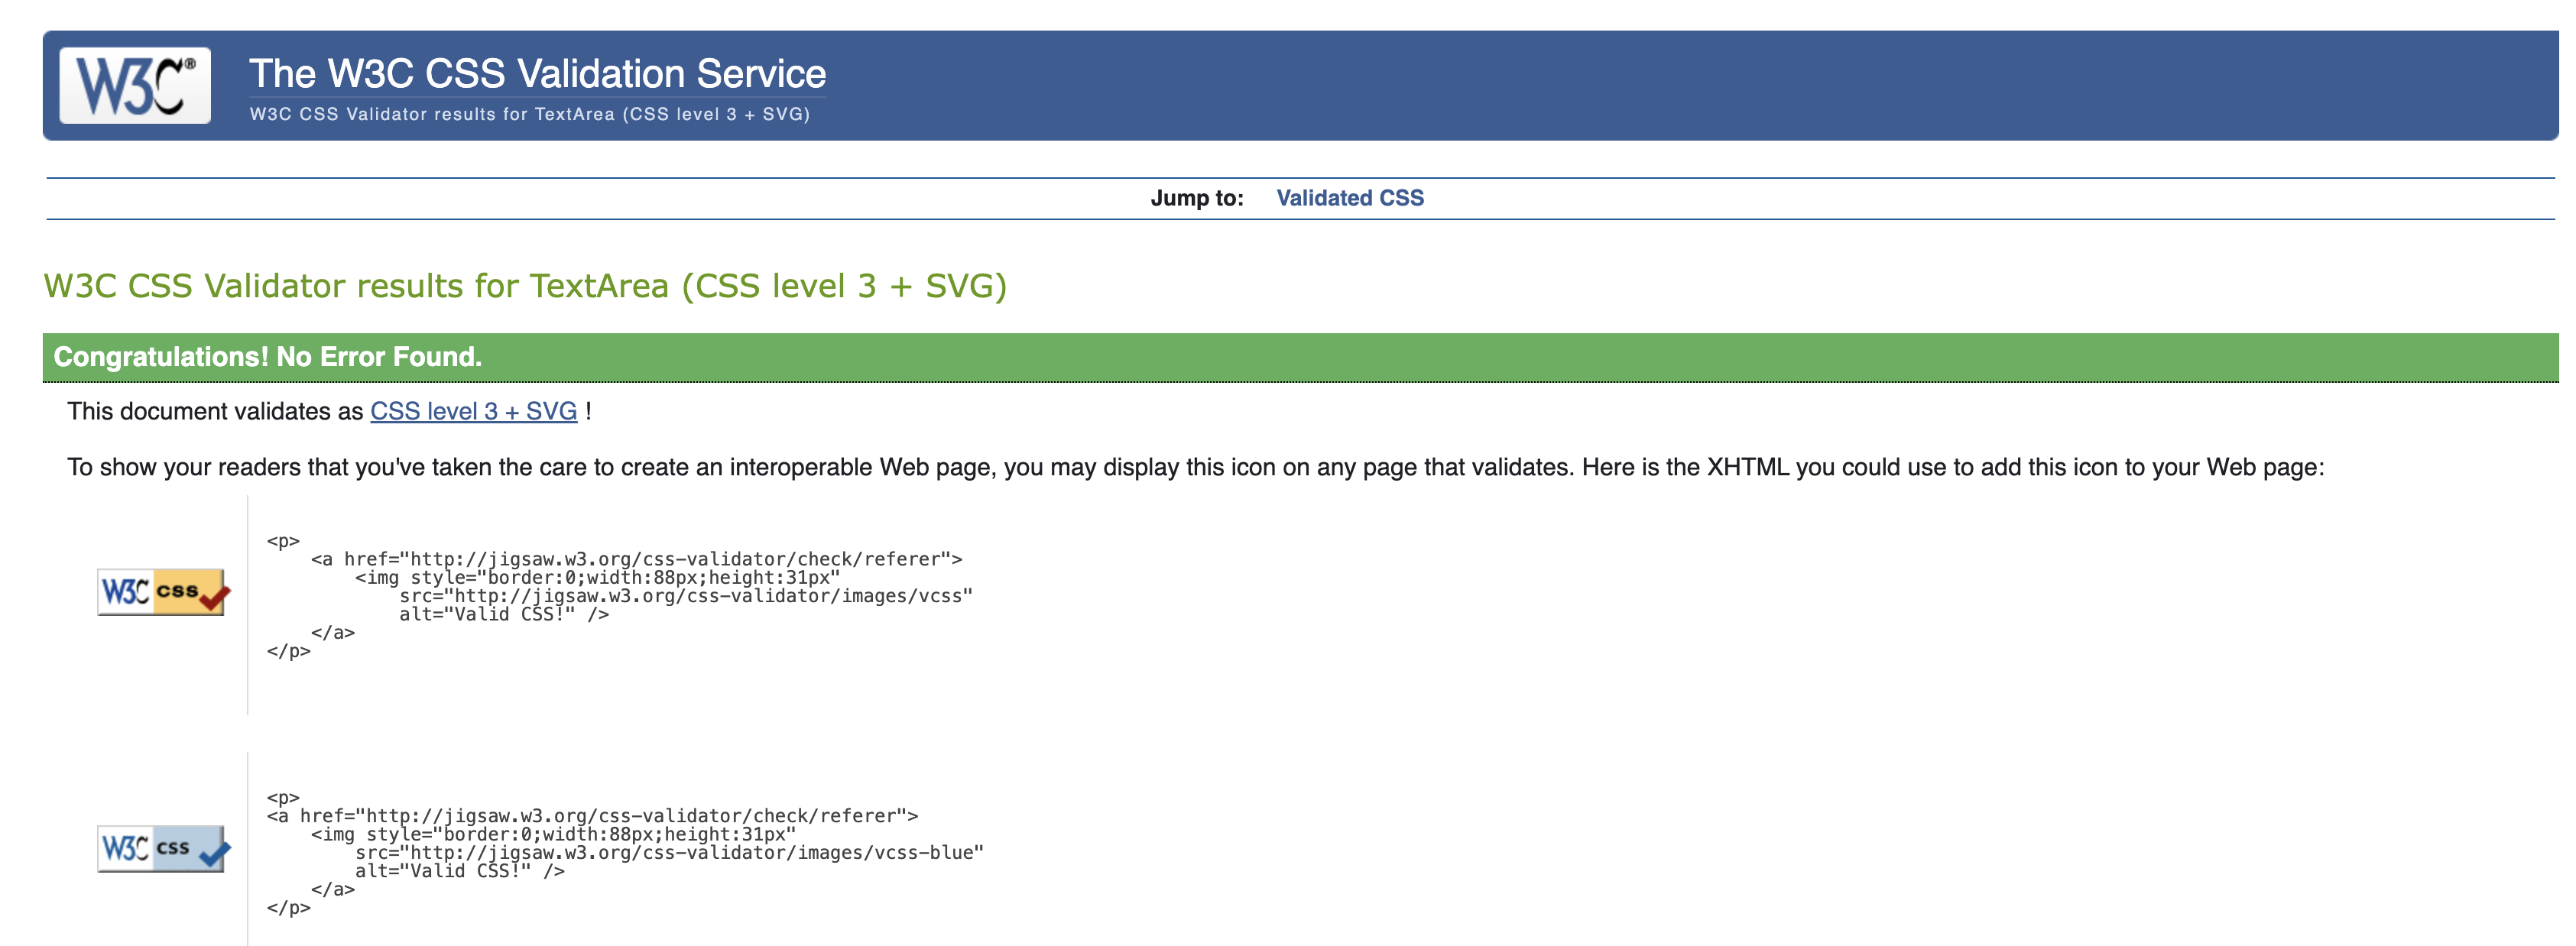 W3C®
The W3C CSS Validation Service
W3C CSS Validator results for TextArea (CSS level 3 + SVG)
Jump to: Validated CSS
W3C CSS Validator results for TextArea (CSS level 3 + SVG)
Congratulations! No Error Found.
This document validates as CSS level 3 + SVG !
To show your readers that you've taken the care to create an interoperable Web page, you may display this icon on any page that validates. Here is the XHTML you could use to add this icon to your Web page:
W3C css
<p>
    <a href="http://jigsaw.w3.org/css-validator/check/referer">
        <img style="border:0;width:88px;height:31px"
            src="http://jigsaw.w3.org/css-validator/images/vcss"
            alt="Valid CSS!" />
    </a>
</p>
W3C css
<p>
<a href="http://jigsaw.w3.org/css-validator/check/referer">
    <img style="border:0;width:88px;height:31px"
        src="http://jigsaw.w3.org/css-validator/images/vcss-blue"
        alt="Valid CSS!" />
    </a>
</p>